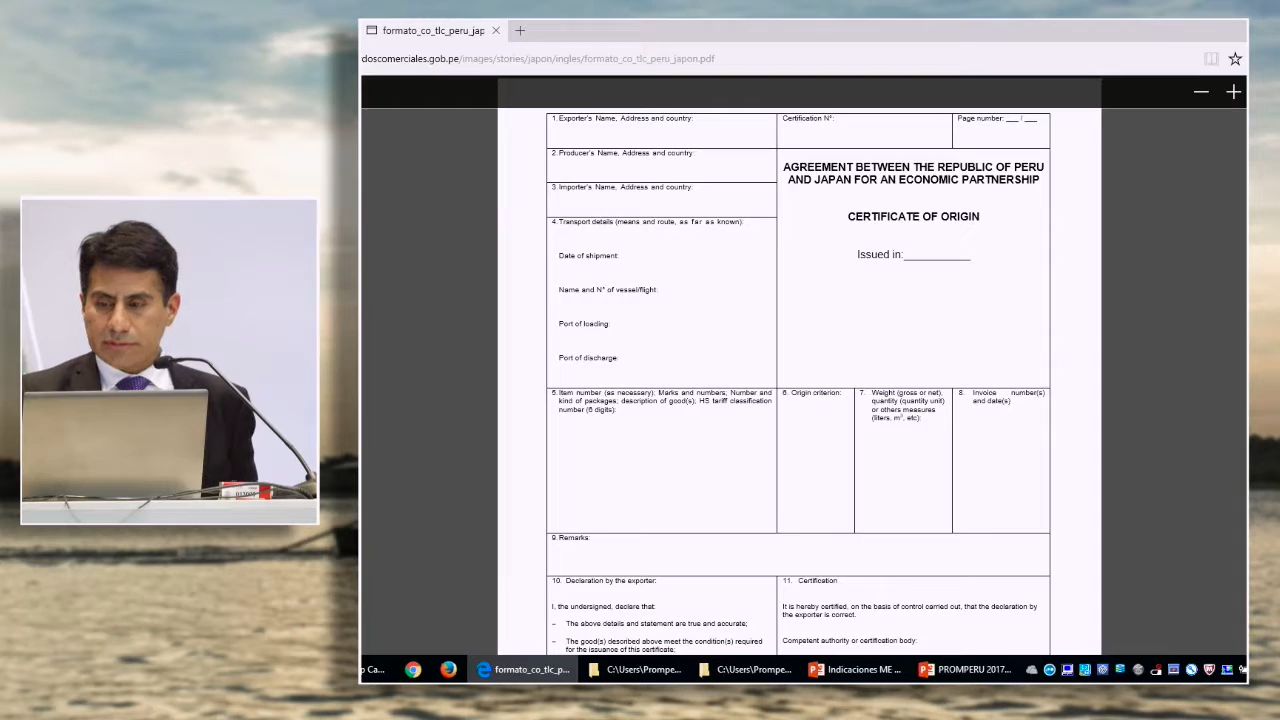 formato_co_tlc_peru_jap
doscomerciales.gob.pe/images/stories/japon/ingles/formato_co_tlc_peru_japon.pdf
1. Exporter's Name, Address and country:
Certification N°:
Page number: ___ / ___
2. Producer's Name, Address and country:
AGREEMENT BETWEEN THE REPUBLIC OF PERU
AND JAPAN FOR AN ECONOMIC PARTNERSHIP
3. Importer's Name, Address and country:
CERTIFICATE OF ORIGIN
4. Transport details (means and route, as far as known):
Issued in:___________
Date of shipment:
Name and N° of vessel/flight:
Port of loading:
Port of discharge:
5. Item number (as necessary); Marks and numbers; Number and
kind of packages; description of good(s); HS tariff classification
number (6 digits):
6. Origin criterion:
7. Weight (gross or net),
quantity (quantity unit)
or others measures
(liters, m³, etc):
8. Invoice number(s)
and date(s)
9. Remarks:
10. Declaration by the exporter:
I, the undersigned, declare that:
– The above details and statement are true and accurate;
– The good(s) described above meet the condition(s) required
for the issuance of this certificate;
11. Certification
It is hereby certified, on the basis of control carried out, that the declaration by
the exporter is correct.
Competent authority or certification body:
Ca...
formato_co_tlc_p...
C:\Users\Prompe...
C:\Users\Prompe...
Indicaciones ME ...
PROMPERU 2017...